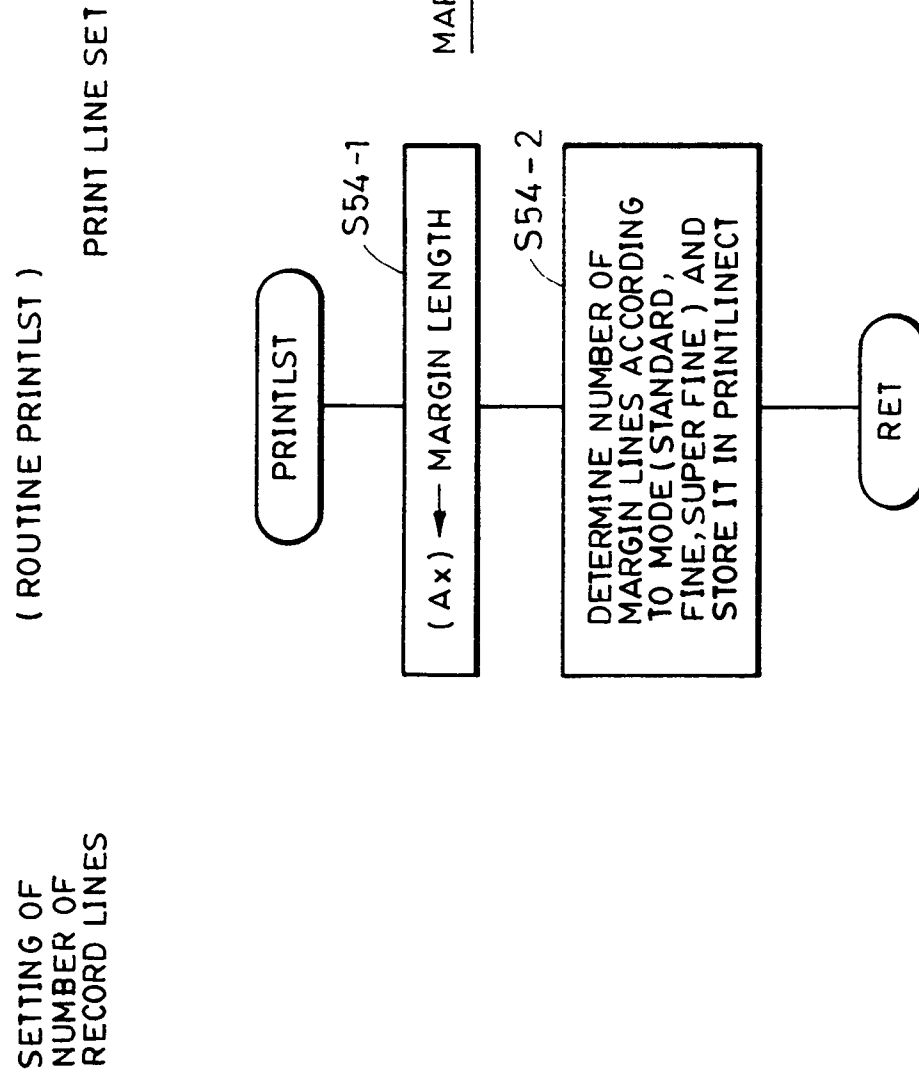 SETTING OF
NUMBER OF
RECORD LINES
( ROUTINE PRINTLST )
PRINT LINE SET
PRINTLST
S54-1
(Ax) ← MARGIN LENGTH
S54-2
DETERMINE NUMBER OF
MARGIN LINES ACCORDING
TO MODE (STANDARD,
FINE, SUPER FINE ) AND
STORE IT IN PRINTLINECT
RET